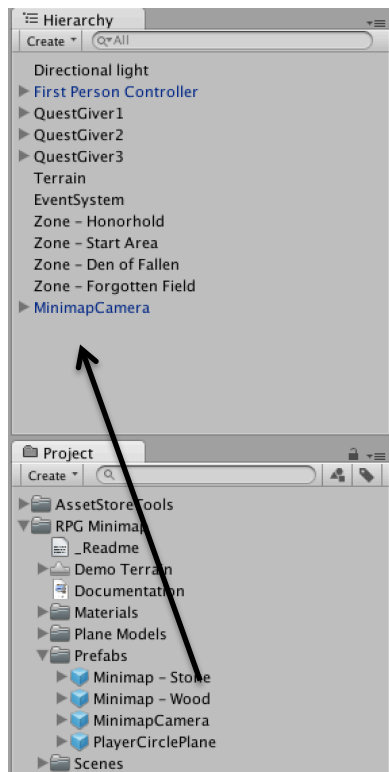 Hierarchy
Create All
Directional light
First Person Controller
QuestGiver1
QuestGiver2
QuestGiver3
Terrain
EventSystem
Zone – Honorhold
Zone – Start Area
Zone – Den of Fallen
Zone – Forgotten Field
MinimapCamera
Project
Create
AssetStoreTools
RPG Minimap
_Readme
Demo Terrain
Documentation
Materials
Plane Models
Prefabs
Minimap – Stone
Minimap – Wood
MinimapCamera
PlayerCirclePlane
Scenes